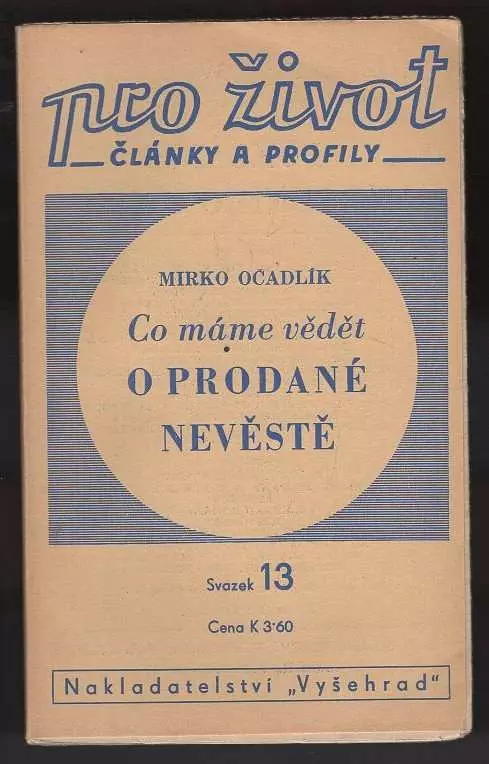 pro život
ČLÁNKY A PROFILY
MIRKO OČADLÍK
Co máme vědět
O PRODANÉ
NEVĚSTĚ
Svazek 13
Cena K 3·60
Nakladatelství „Vyšehrad"